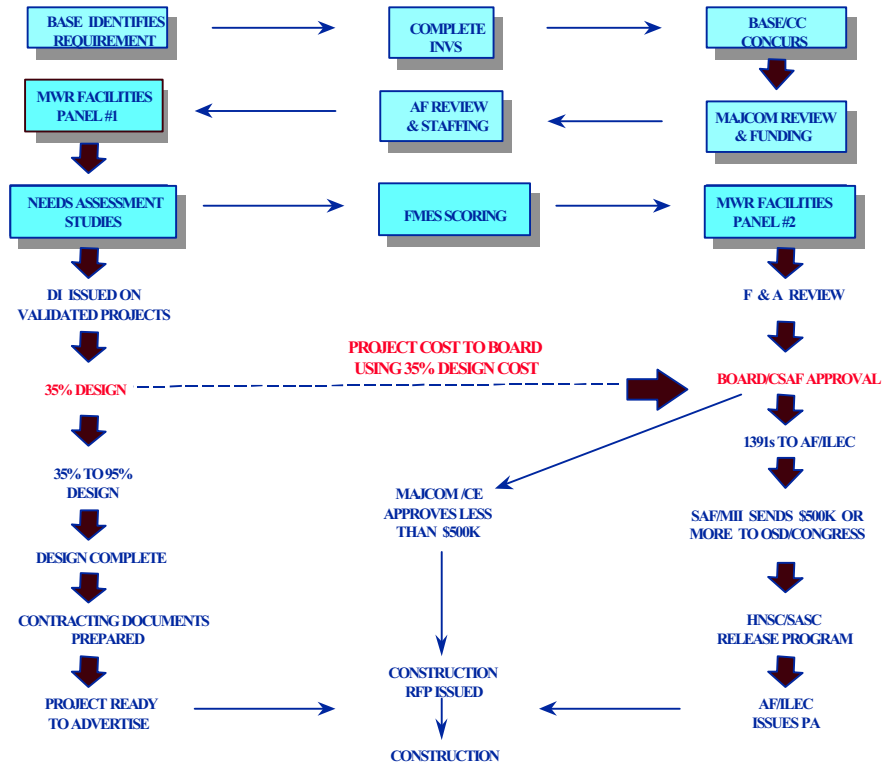 BASE IDENTIFIES
REQUIREMENT
COMPLETE
INVS
BASE/CC
CONCURS
MWR FACILITIES
PANEL #1
AF REVIEW
& STAFFING
MAJCOM REVIEW
& FUNDING
NEEDS ASSESSMENT
STUDIES
FMES SCORING
MWR FACILITIES
PANEL #2
DI ISSUED ON
VALIDATED PROJECTS
F & A REVIEW
PROJECT COST TO BOARD
USING 35% DESIGN COST
35% DESIGN
BOARD/CSAF APPROVAL
1391s TO AF/ILEC
35% TO 95%
DESIGN
MAJCOM /CE
APPROVES LESS
THAN $500K
SAF/MII SENDS $500K OR
MORE TO OSD/CONGRESS
DESIGN COMPLETE
CONTRACTING DOCUMENTS
PREPARED
HNSC/SASC
RELEASE PROGRAM
CONSTRUCTION
RFP ISSUED
PROJECT READY
TO ADVERTISE
AF/ILEC
ISSUES PA
CONSTRUCTION